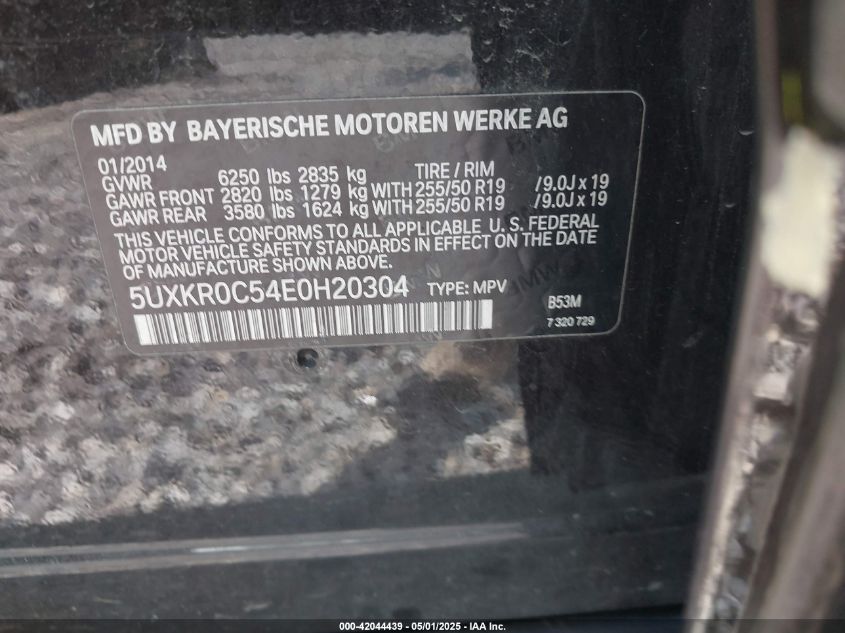 MFD BY BAYERISCHE MOTOREN WERKE AG
01/2014
GVWR 6250 lbs 2835 kg TIRE / RIM
GAWR FRONT 2820 lbs 1279 kg WITH 255/50 R19 /9.0J x 19
GAWR REAR 3580 lbs 1624 kg WITH 255/50 R19 /9.0J x 19
THIS VEHICLE CONFORMS TO ALL APPLICABLE U. S. FEDERAL
MOTOR VEHICLE SAFETY STANDARDS IN EFFECT ON THE DATE
OF MANUFACTURE SHOWN ABOVE.
5UXKR0C54E0H20304 TYPE: MPV
B53M
7 320 729
000-42044439 - 05/01/2025 - IAA Inc.